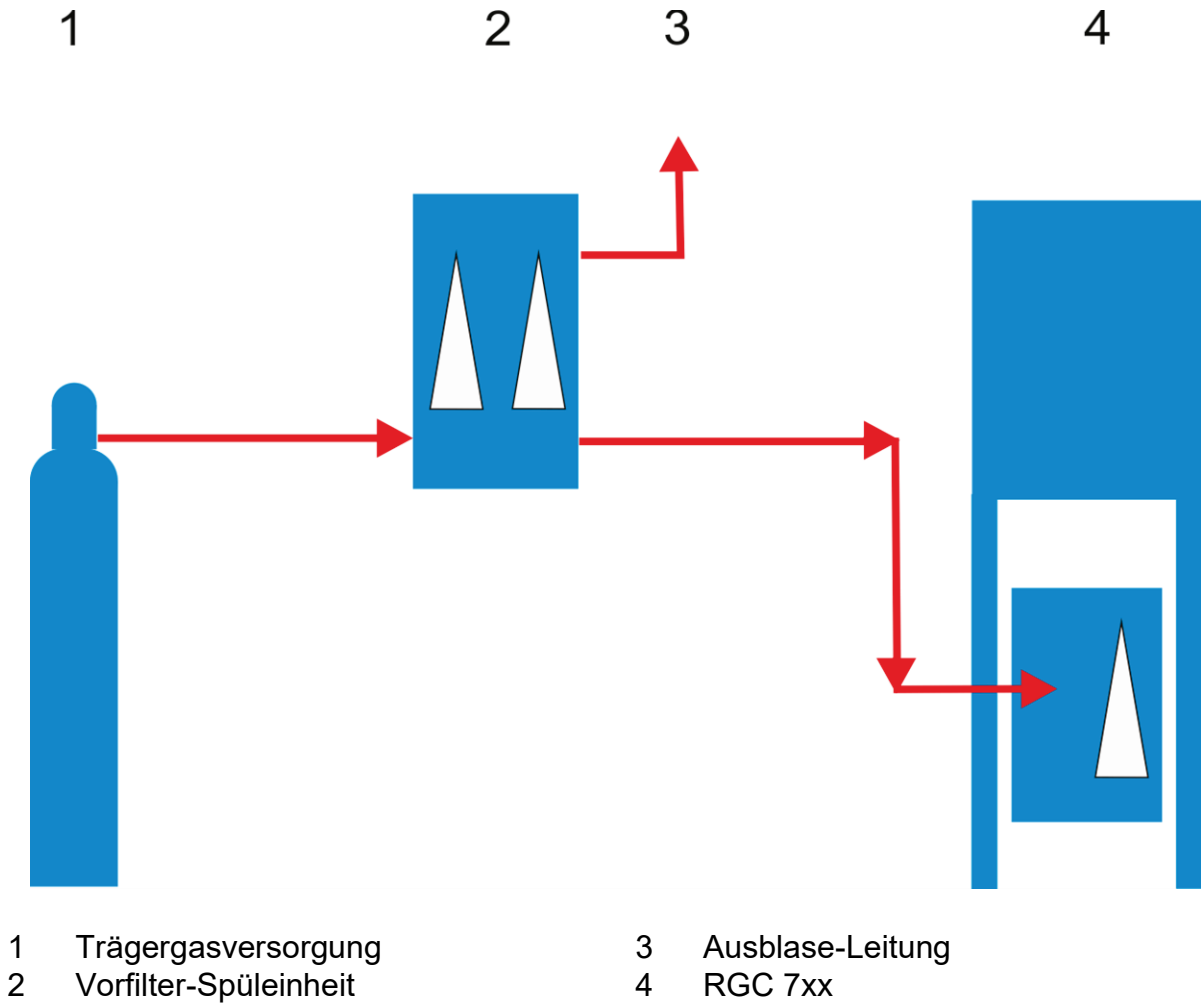 1 2 3 4
1 Trägergasversorgung 3 Ausblase-Leitung
2 Vorfilter-Spüleinheit 4 RGC 7xx